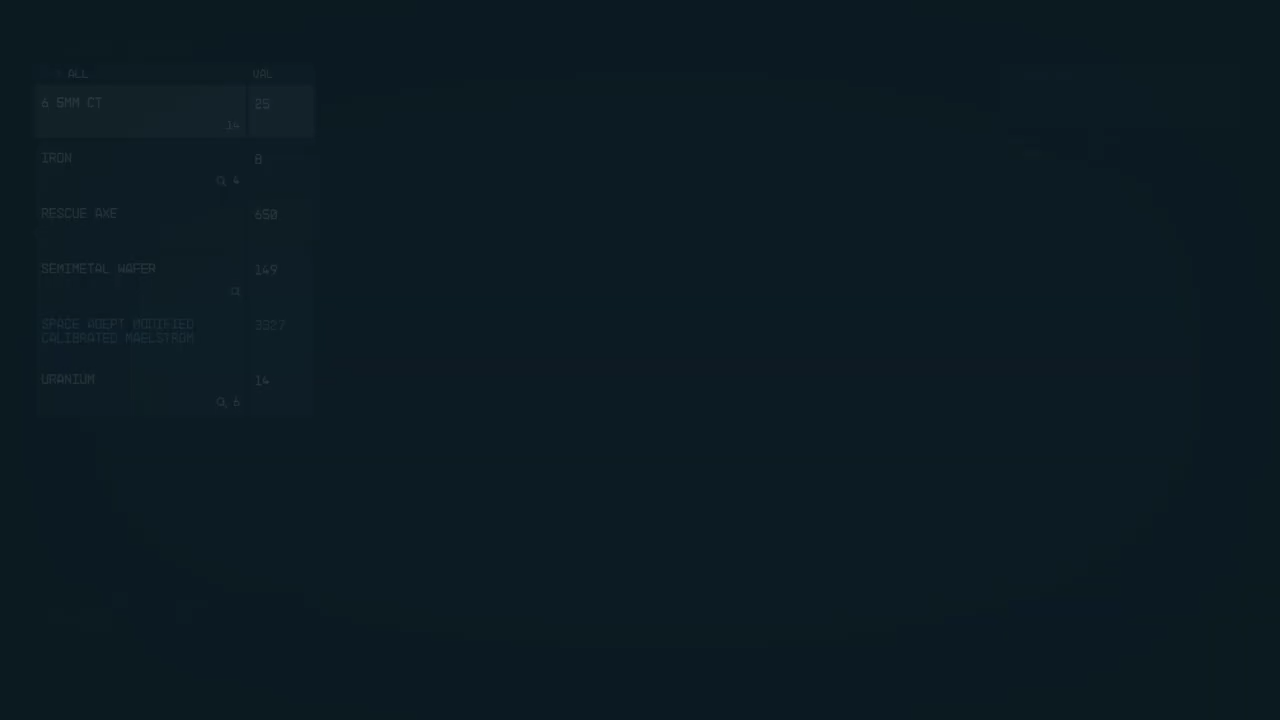 ALL VAL
6 5MM CT 25
14
IRON 8
4
RESCUE AXE 650
SEMIMETAL WAFER 149
SPACE ADEPT MODIFIED 3327
CALIBRATED MAELSTROM
URANIUM 14
6